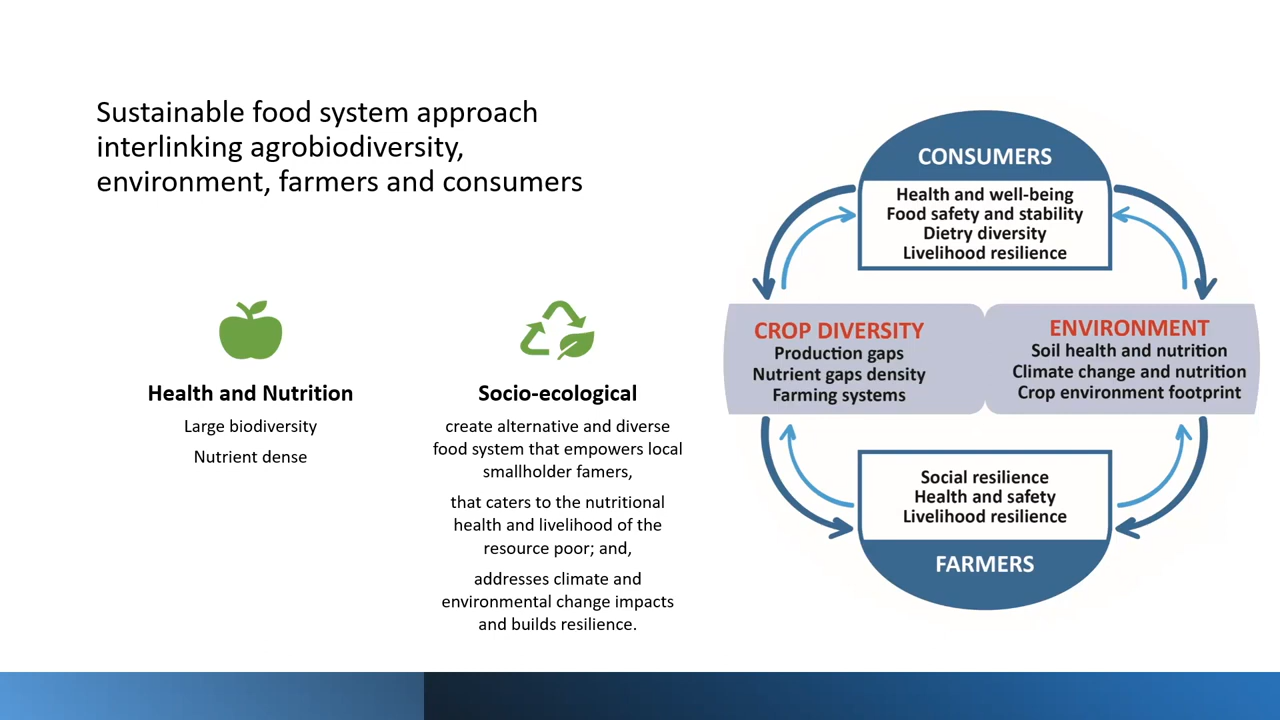 Sustainable food system approach
interlinking agrobiodiversity,
environment, farmers and consumers
Health and Nutrition
Large biodiversity
Nutrient dense
Socio-ecological
create alternative and diverse
food system that empowers local
smallholder famers,
that caters to the nutritional
health and livelihood of the
resource poor; and,
addresses climate and
environmental change impacts
and builds resilience.
CONSUMERS
Health and well-being
Food safety and stability
Dietry diversity
Livelihood resilience
CROP DIVERSITY
Production gaps
Nutrient gaps density
Farming systems
ENVIRONMENT
Soil health and nutrition
Climate change and nutrition
Crop environment footprint
Social resilience
Health and safety
Livelihood resilience
FARMERS